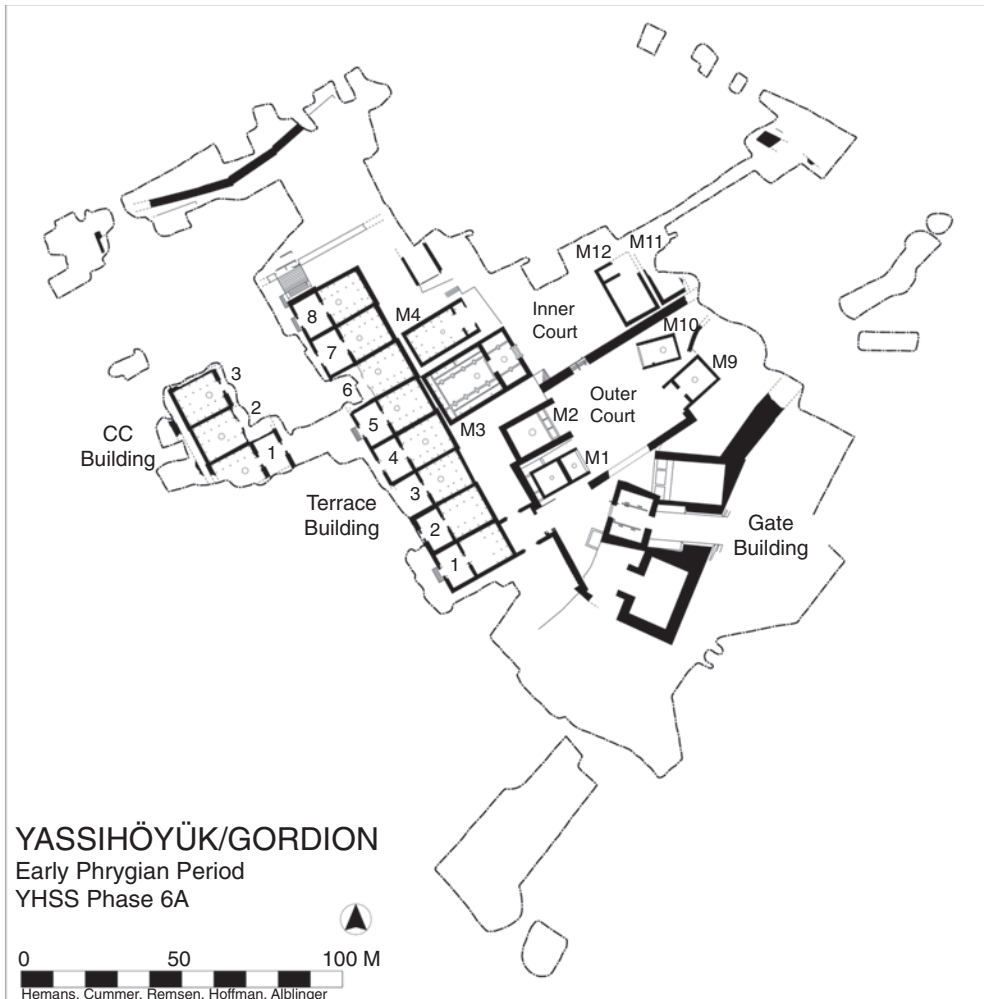 M12
M11
Inner
Court
M4
8
M10
7
M9
3
6
Outer
Court
2
M2
5
M3
CC
Building
1
4
M1
Terrace
Building
3
Gate
Building
2
1
YASSIHÖYÜK/GORDION
Early Phrygian Period
YHSS Phase 6A
0 50 100 M
Hemans, Cummer, Remsen, Hoffman, Alblinger